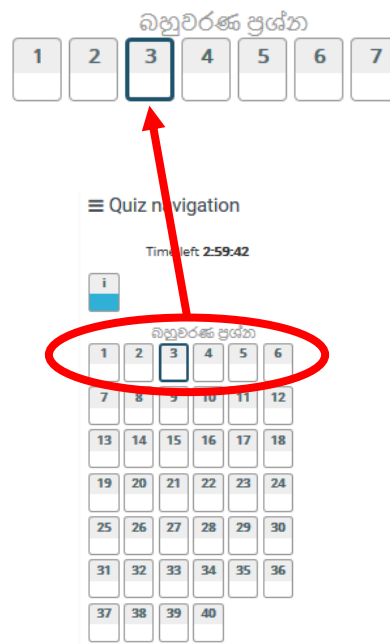 බහුවරණ ප්‍රශ්න
1 2 3 4 5 6 7
Quiz navigation
Time left 2:59:42
i
බහුවරණ ප්‍රශ්න
1 2 3 4 5 6
7 8 9 10 11 12
13 14 15 16 17 18
19 20 21 22 23 24
25 26 27 28 29 30
31 32 33 34 35 36
37 38 39 40